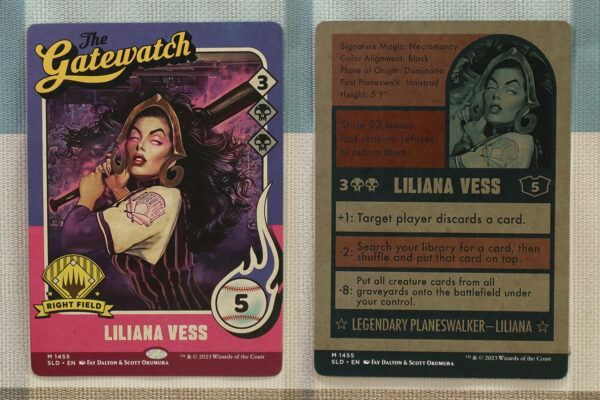 The
Gatewatch
3
RIGHT FIELD
5
LILIANA VESS
M 1455
SLD • EN FAY DALTON & SCOTT OKUMURA
™ & © 2023 Wizards of the Coast
Signature Magic: Necromancy
Color Alignment: Black
Plane of Origin: Dominaria
First Planeswalk: Innistrad
Height: 5'9"
Stole 23 bases
last season, refuses
to return them.
3 LILIANA VESS 5
+1: Target player discards a card.
-2: Search your library for a card, then
shuffle and put that card on top.
-8: Put all creature cards from all
graveyards onto the battlefield under
your control.
☆ LEGENDARY PLANESWALKER—LILIANA ☆
M 1455
SLD • EN FAY DALTON & SCOTT OKUMURA
™ & © 2023 Wizards of the Coast